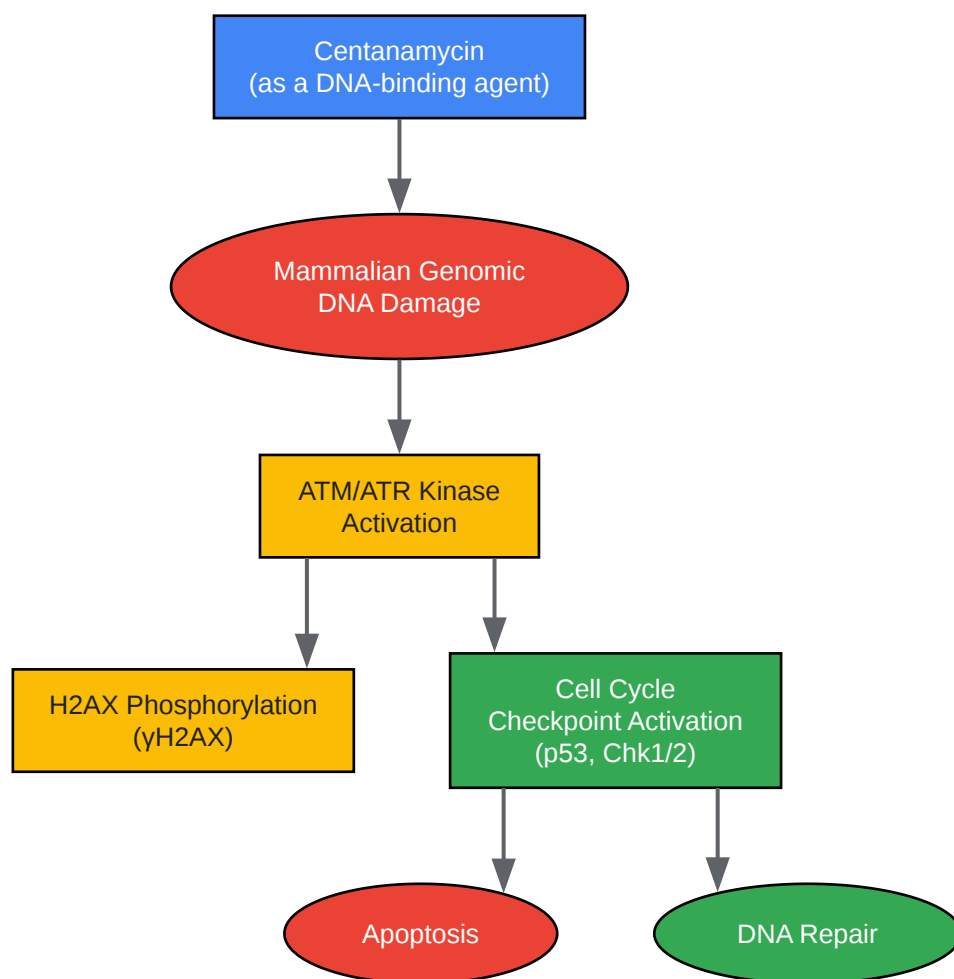 Centanamycin
(as a DNA-binding agent)
Mammalian Genomic
DNA Damage
ATM/ATR Kinase
Activation
H2AX Phosphorylation
(γH2AX)
Cell Cycle
Checkpoint Activation
(p53, Chk1/2)
Apoptosis
DNA Repair